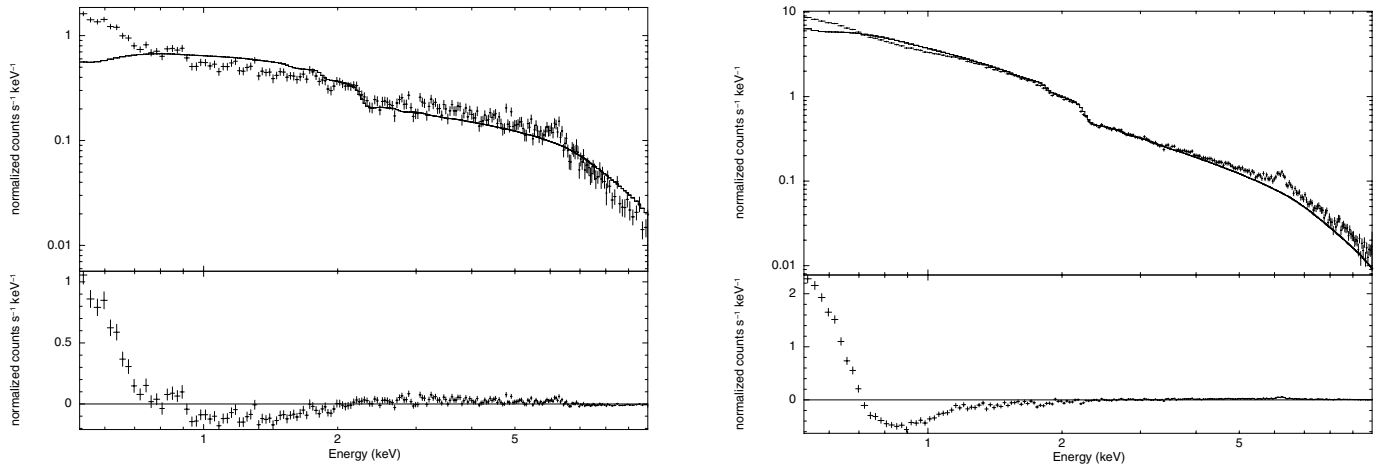 1
0.1
0.01
normalized counts s⁻¹ keV⁻¹
1
0.5
0
normalized counts s⁻¹ keV⁻¹
1 2 5
Energy (keV)
10
1
0.1
0.01
normalized counts s⁻¹ keV⁻¹
2
1
0
normalized counts s⁻¹ keV⁻¹
1 2 5
Energy (keV)